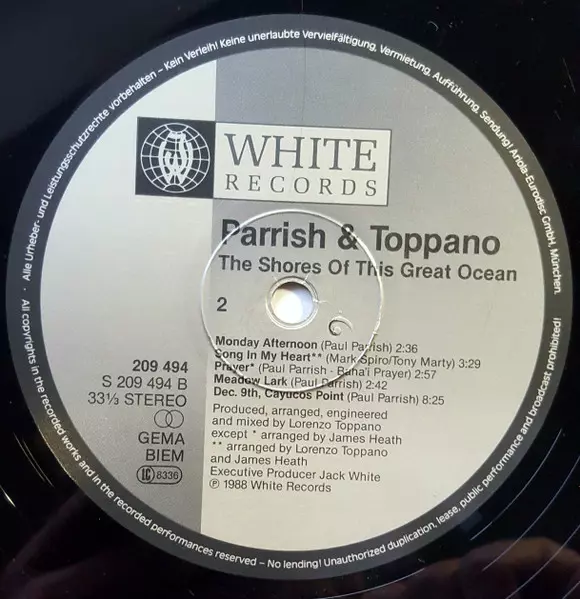 · Alle Urheber- und Leistungsschutzrechte vorbehalten – Kein Verleih! Keine unerlaubte Vervielfältigung, Vermietung, Aufführung, Sendung! Ariola-Eurodisc GmbH, München.
WHITE
RECORDS
Parrish & Toppano
The Shores Of This Great Ocean
2
Monday Afternoon (Paul Parrish) 2:36
Song In My Heart** (Mark Spiro/Tony Marty) 3:29
Prayer* (Paul Parrish - Baha'i Prayer) 2:57
Meadow Lark (Paul Parrish) 2:42
Dec. 9th, Cayucos Point (Paul Parrish) 8:25
Produced, arranged, engineered
and mixed by Lorenzo Toppano
except * arranged by James Heath
** arranged by Lorenzo Toppano
and James Heath
Executive Producer Jack White
℗ 1988 White Records
209 494
S 209 494 B
33⅓ STEREO
GEMA
BIEM
LC 8336
· All copyrights in the recorded works and in the recorded performances reserved – No lending! Unauthorized duplication, lease, public performance and broadcast prohibited!